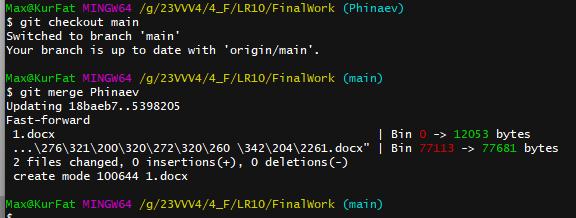 Max@KurFat MINGW64 /g/23VVV4/4_F/LR10/FinalWork (Phinaev)
$ git checkout main
Switched to branch 'main'
Your branch is up to date with 'origin/main'.
Max@KurFat MINGW64 /g/23VVV4/4_F/LR10/FinalWork (main)
$ git merge Phinaev
Updating 18baeb7..5398205
Fast-forward
1.docx | Bin 0 -> 12053 bytes
...\276\321\200\320\272\320\260 \342\204\2261.docx" | Bin 77113 -> 77681 bytes
2 files changed, 0 insertions(+), 0 deletions(-)
create mode 100644 1.docx
Max@KurFat MINGW64 /g/23VVV4/4_F/LR10/FinalWork (main)
$